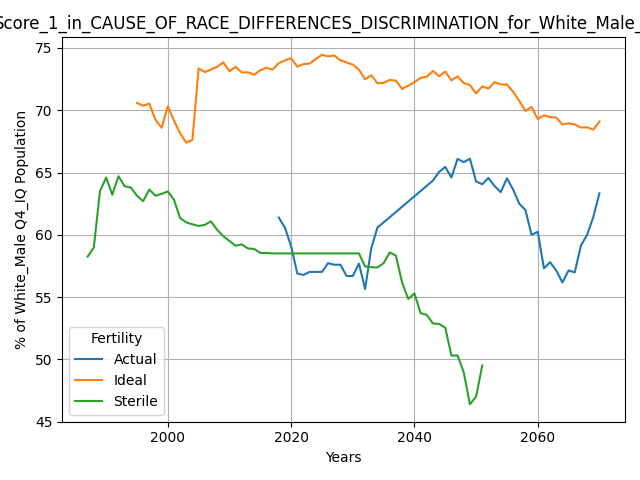 Score_1_in_CAUSE_OF_RACE_DIFFERENCES_DISCRIMINATION_for_White_Male_
75
70
65
60
55
50
45
% of White_Male Q4_IQ Population
Fertility
Actual
Ideal
Sterile
2000
2020
2040
2060
Years